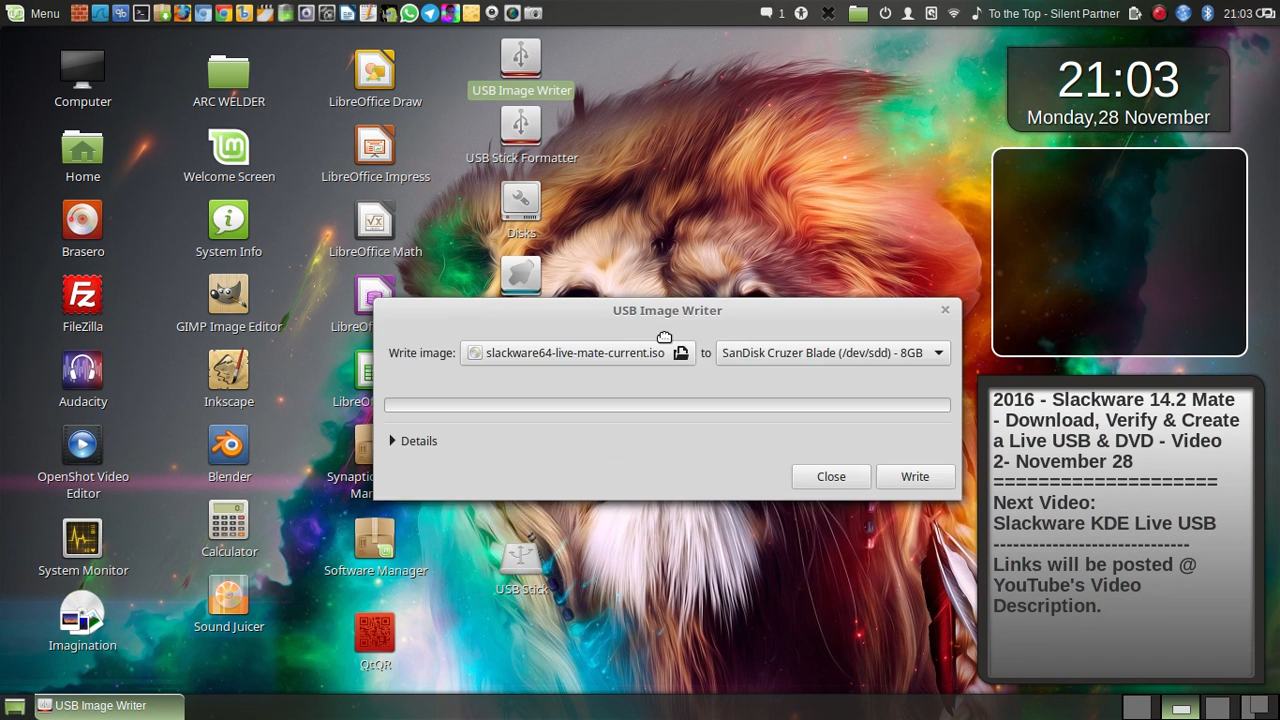 Menu
1
To the Top - Silent Partner
21:03
Computer
ARC WELDER
LibreOffice Draw
USB Image Writer
Home
Welcome Screen
LibreOffice Impress
USB Stick Formatter
Brasero
System Info
LibreOffice Math
Disks
FileZilla
GIMP Image Editor
Audacity
Inkscape
OpenShot Video
Editor
Blender
System Monitor
Calculator
Software Manager
USB Stick
Imagination
Sound Juicer
QtQR
USB Image Writer
Write image:
slackware64-live-mate-current.iso
to
SanDisk Cruzer Blade (/dev/sdd) - 8GB
Details
Close
Write
21:03
Monday,28 November
2016 - Slackware 14.2 Mate
- Download, Verify & Create
a Live USB & DVD - Video
2- November 28
====================
Next Video:
Slackware KDE Live USB
----------------------------
Links will be posted @
YouTube's Video
Description.
USB Image Writer